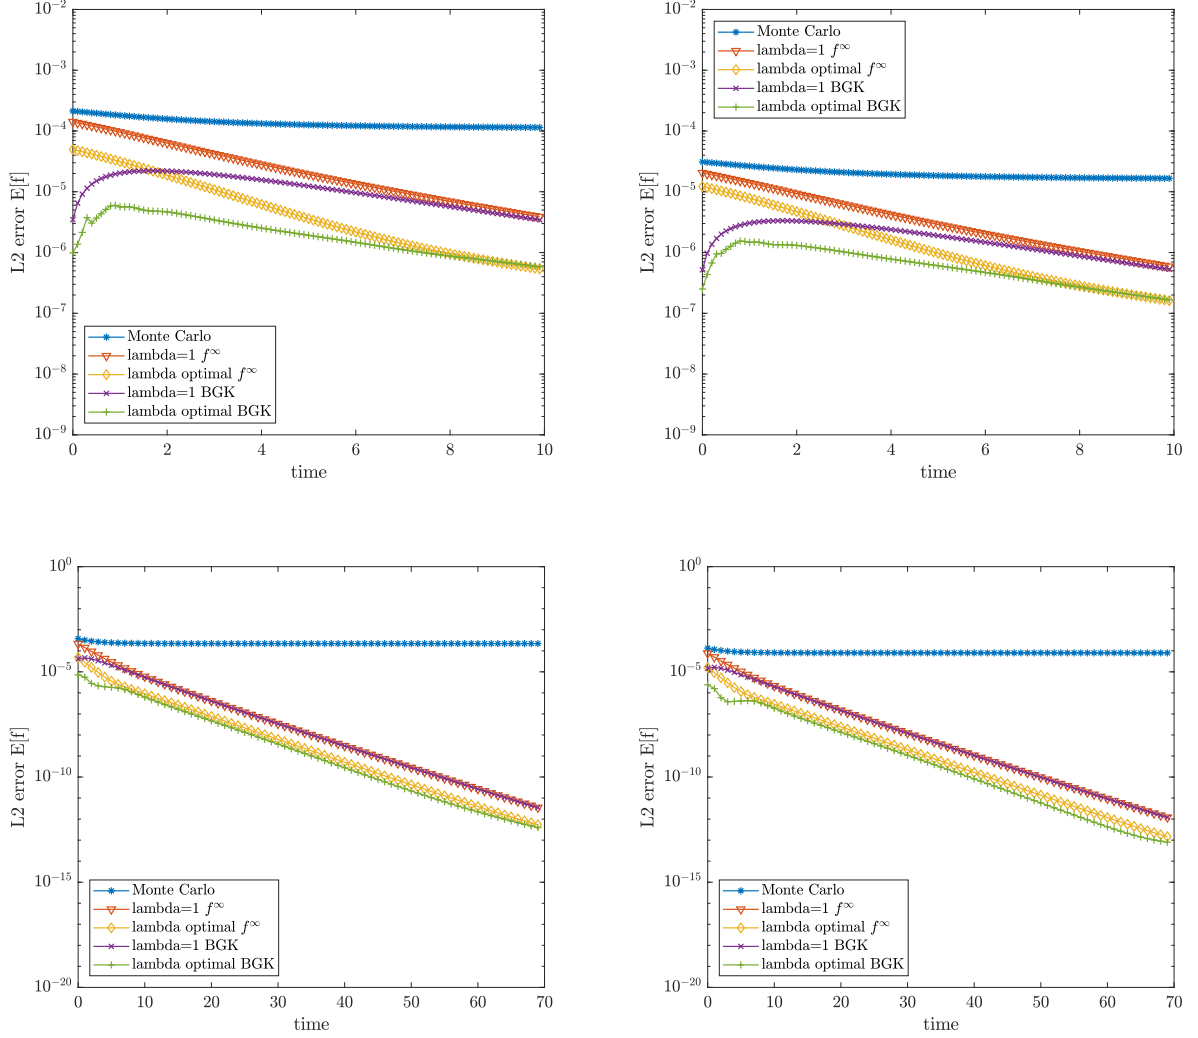 10⁻²
10⁻³
10⁻⁴
10⁻⁵
10⁻⁶
10⁻⁷
10⁻⁸
10⁻⁹
L2 error E[f]
Monte Carlo
lambda=1 f∞
lambda optimal f∞
lambda=1 BGK
lambda optimal BGK
0 2 4 6 8 10
time
10⁻²
10⁻³
10⁻⁴
10⁻⁵
10⁻⁶
10⁻⁷
10⁻⁸
10⁻⁹
L2 error E[f]
Monte Carlo
lambda=1 f∞
lambda optimal f∞
lambda=1 BGK
lambda optimal BGK
0 2 4 6 8 10
time
10⁰
10⁻⁵
10⁻¹⁰
10⁻¹⁵
10⁻²⁰
L2 error E[f]
Monte Carlo
lambda=1 f∞
lambda optimal f∞
lambda=1 BGK
lambda optimal BGK
0 10 20 30 40 50 60 70
time
10⁰
10⁻⁵
10⁻¹⁰
10⁻¹⁵
10⁻²⁰
L2 error E[f]
Monte Carlo
lambda=1 f∞
lambda optimal f∞
lambda=1 BGK
lambda optimal BGK
0 10 20 30 40 50 60 70
time